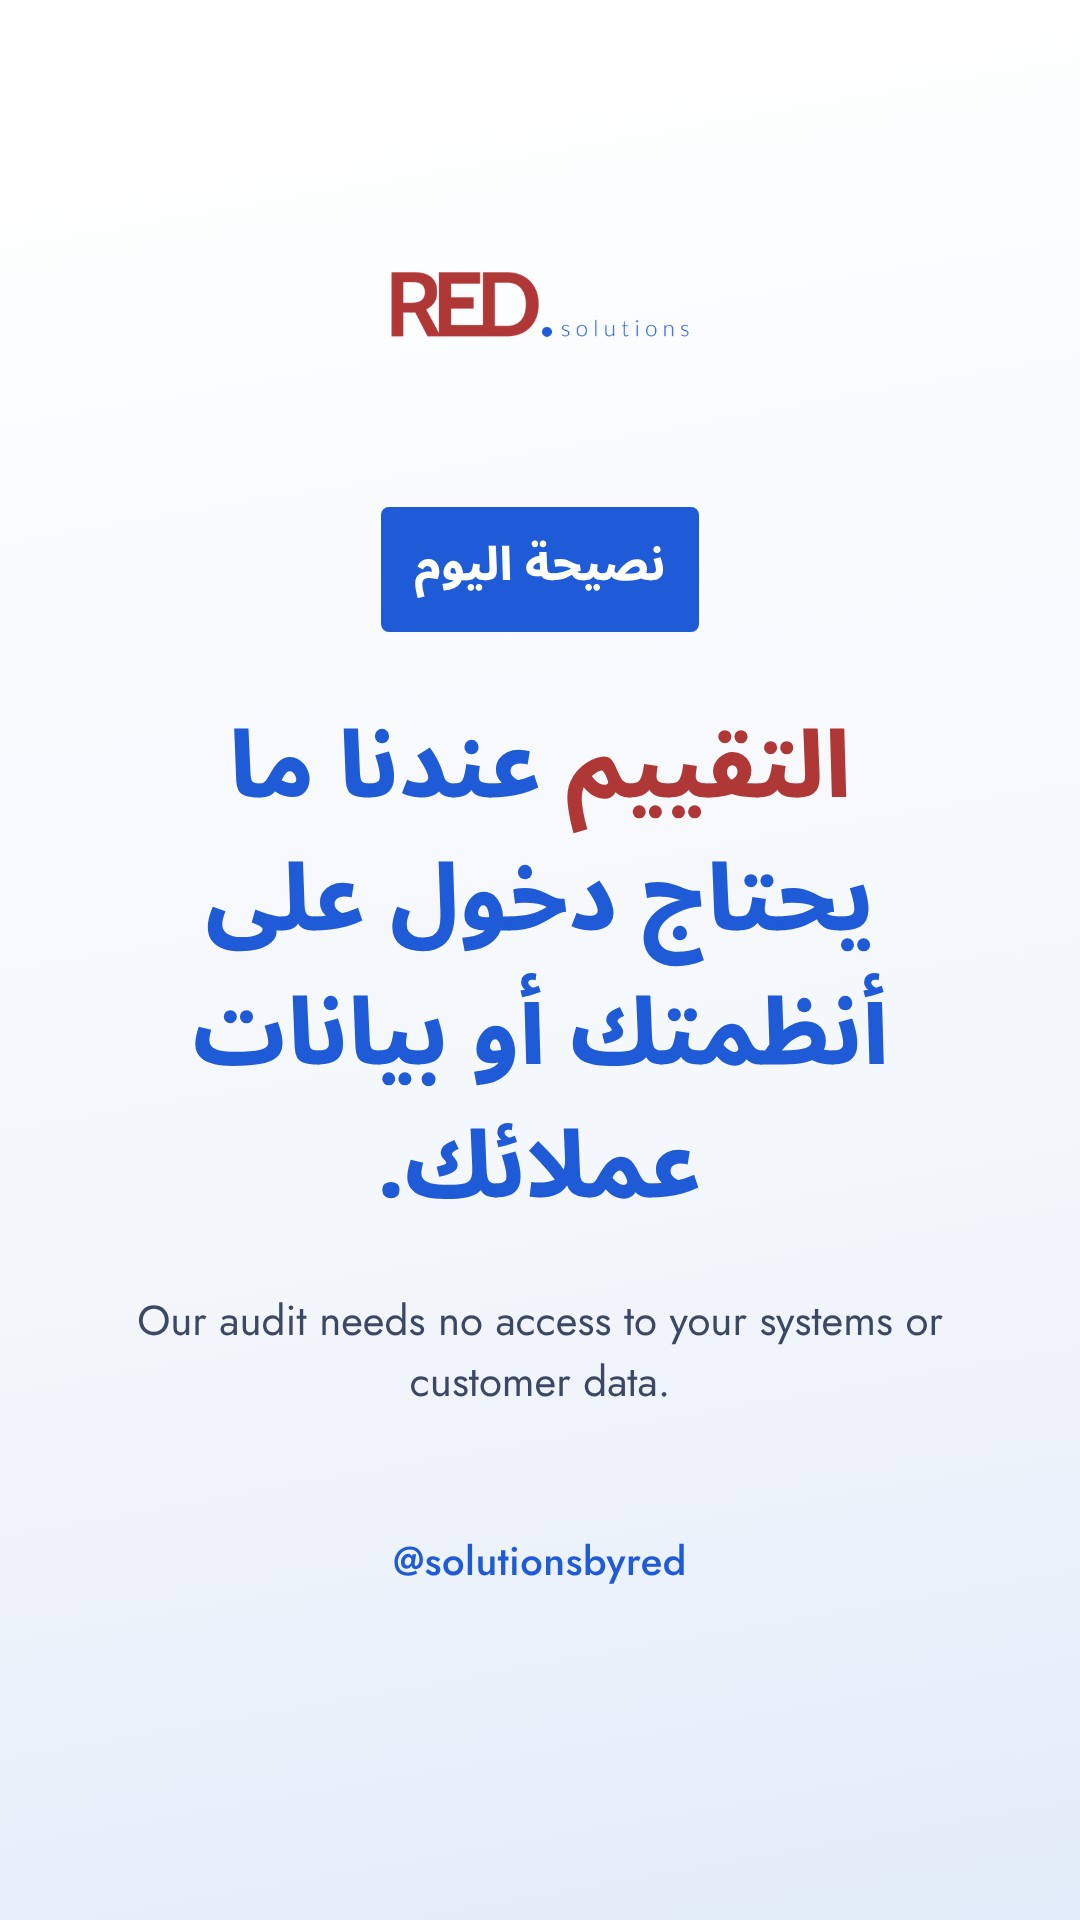 RED. solutions
نصيحة اليوم
التقييم عندنا ما
يحتاج دخول على
أنظمتك أو بيانات
عملائك.
Our audit needs no access to your systems or
customer data.
@solutionsbyred